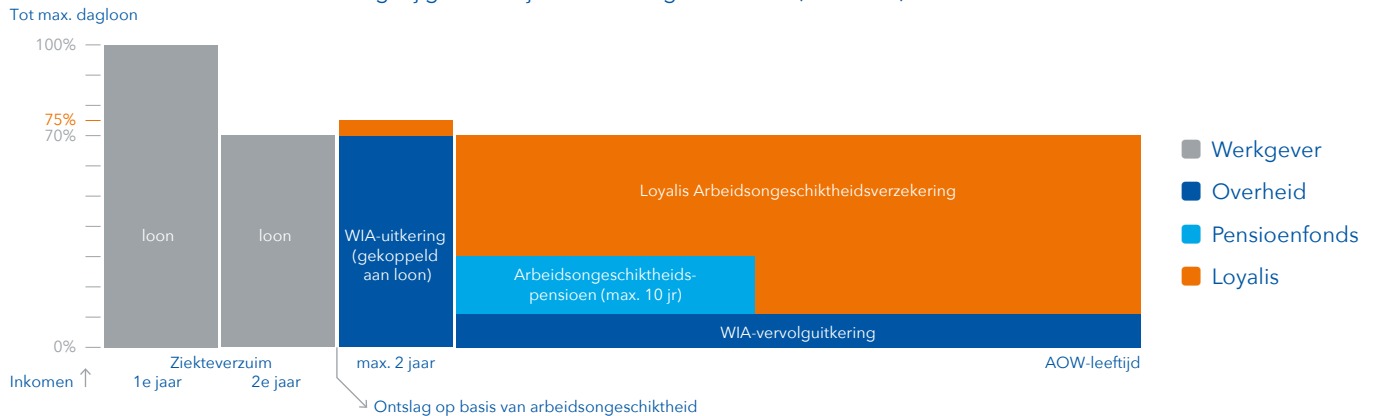 Tot max. dagloon
100%
75%
70%
0%
loon
loon
WIA-uitkering
(gekoppeld
aan loon)
Loyalis Arbeidsongeschiktheidsverzekering
Arbeidsongeschiktheids-
pensioen (max. 10 jr)
WIA-vervolguitkering
Werkgever
Overheid
Pensioenfonds
Loyalis
Ziekteverzuim
max. 2 jaar
AOW-leeftijd
Inkomen
1e jaar
2e jaar
Ontslag op basis van arbeidsongeschiktheid